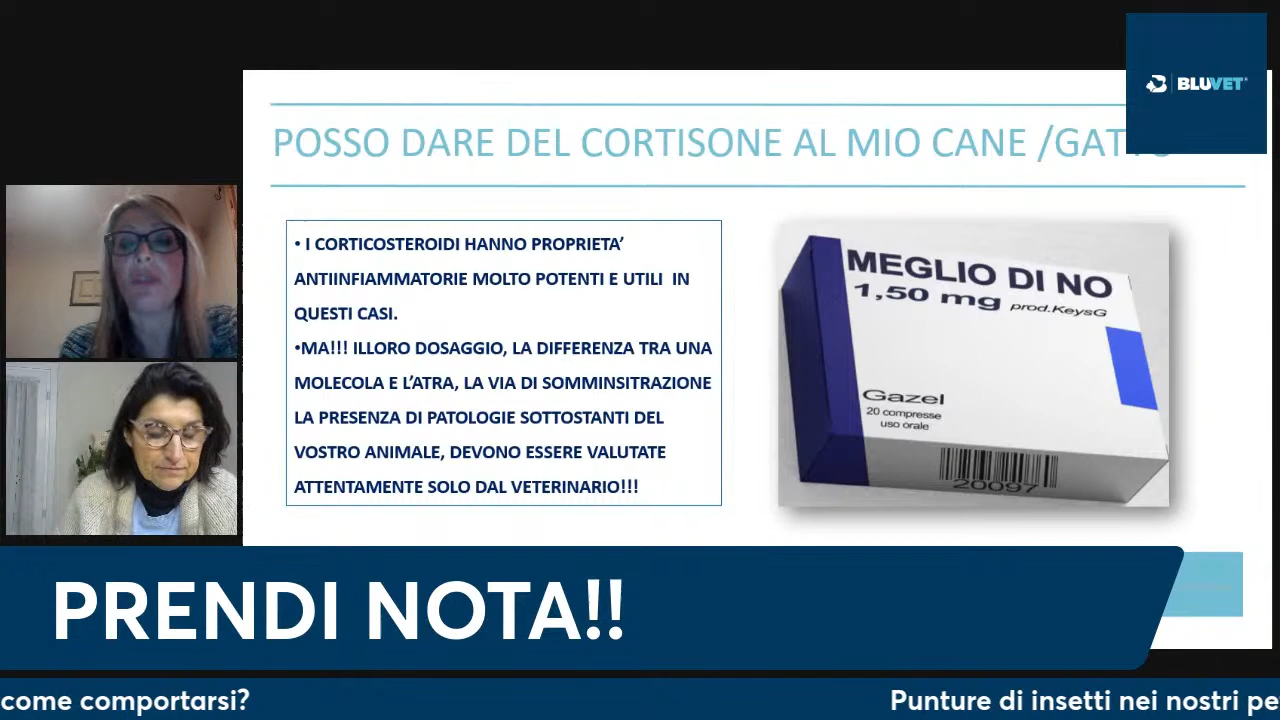 BLUVET
POSSO DARE DEL CORTISONE AL MIO CANE /GATTO
• I CORTICOSTEROIDI HANNO PROPRIETA’
ANTIINFIAMMATORIE MOLTO POTENTI E UTILI IN
QUESTI CASI.
•MA!!! ILLORO DOSAGGIO, LA DIFFERENZA TRA UNA
MOLECOLA E L’ATRA, LA VIA DI SOMMINSITRAZIONE
LA PRESENZA DI PATOLOGIE SOTTOSTANTI DEL
VOSTRO ANIMALE, DEVONO ESSERE VALUTATE
ATTENTAMENTE SOLO DAL VETERINARIO!!!
MEGLIO DI NO
1,50 mg prod.KeysG
Gazel
20 compresse
uso orale
20097
PRENDI NOTA!!
come comportarsi?
Punture di insetti nei nostri pe